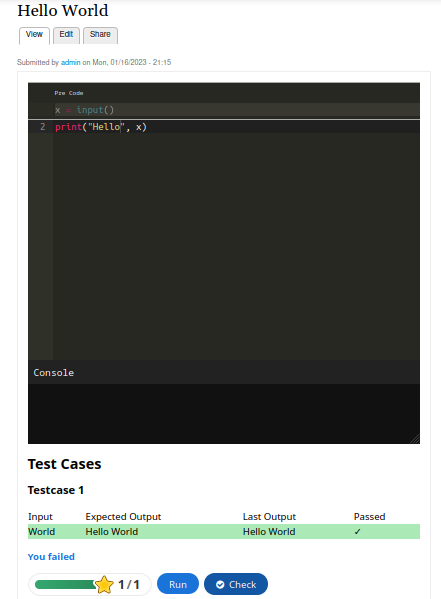 Hello World
View Edit Share
Submitted by admin on Mon, 01/16/2023 - 21:15
Pre Code
x = input()
2 print("Hello", x)
Console
Test Cases
Testcase 1
Input Expected Output Last Output Passed
World Hello World Hello World ✓
You failed
1/1 Run Check